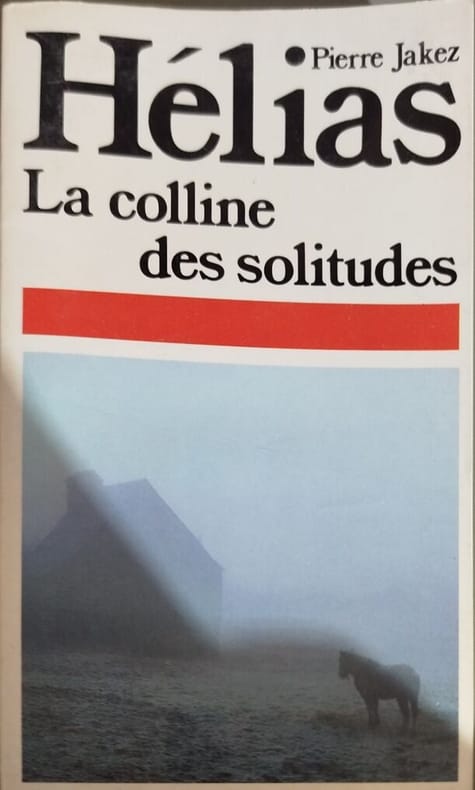 Pierre Jakez
Hélias
La colline
des solitudes